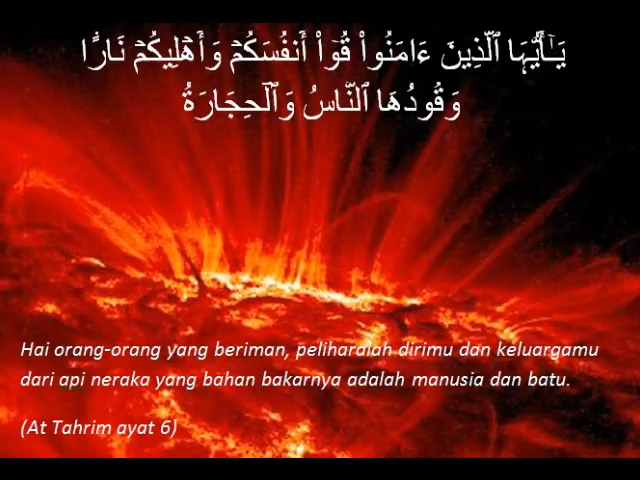 يَـٰٓأَيُّہَا ٱلَّذِينَ ءَامَنُواْ قُوٓاْ أَنفُسَكُمۡ وَأَهۡلِيكُمۡ نَارً۬ا
وَقُودُهَا ٱلنَّاسُ وَٱلۡحِجَارَةُ
Hai orang-orang yang beriman, peliharalah dirimu dan keluargamu
dari api neraka yang bahan bakarnya adalah manusia dan batu.
(At Tahrim ayat 6)